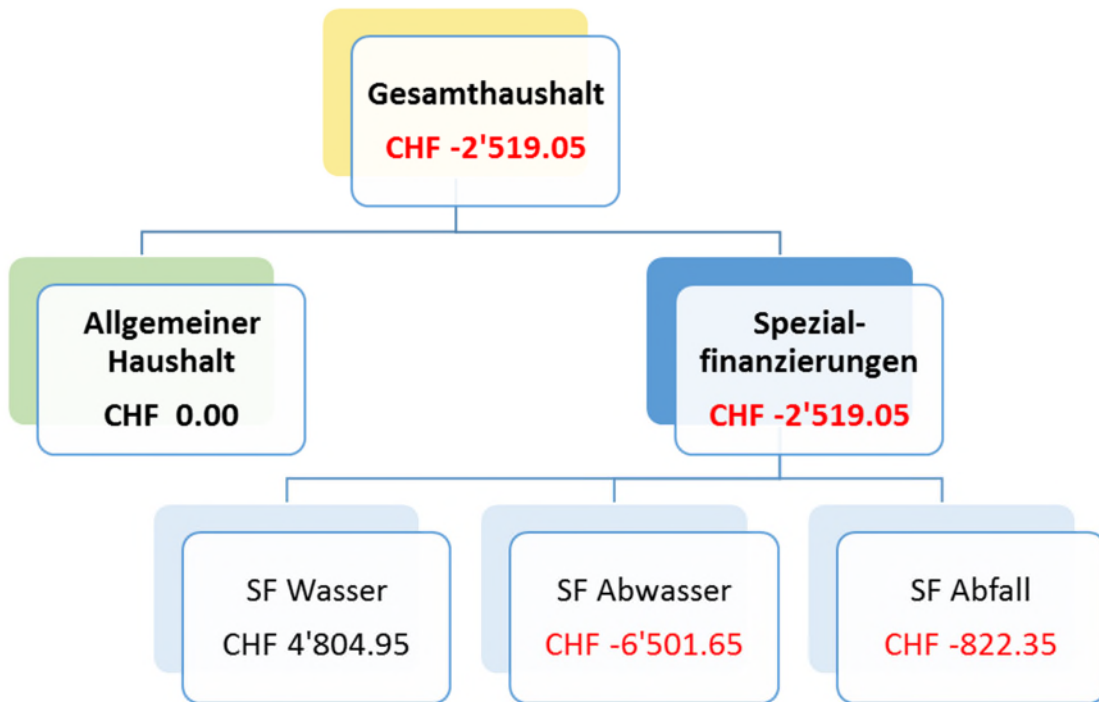 Gesamthaushalt
CHF -2'519.05
Allgemeiner
Haushalt
CHF  0.00
Spezial-
finanzierungen
CHF -2'519.05
SF Wasser
CHF 4'804.95
SF Abwasser
CHF -6'501.65
SF Abfall
CHF -822.35